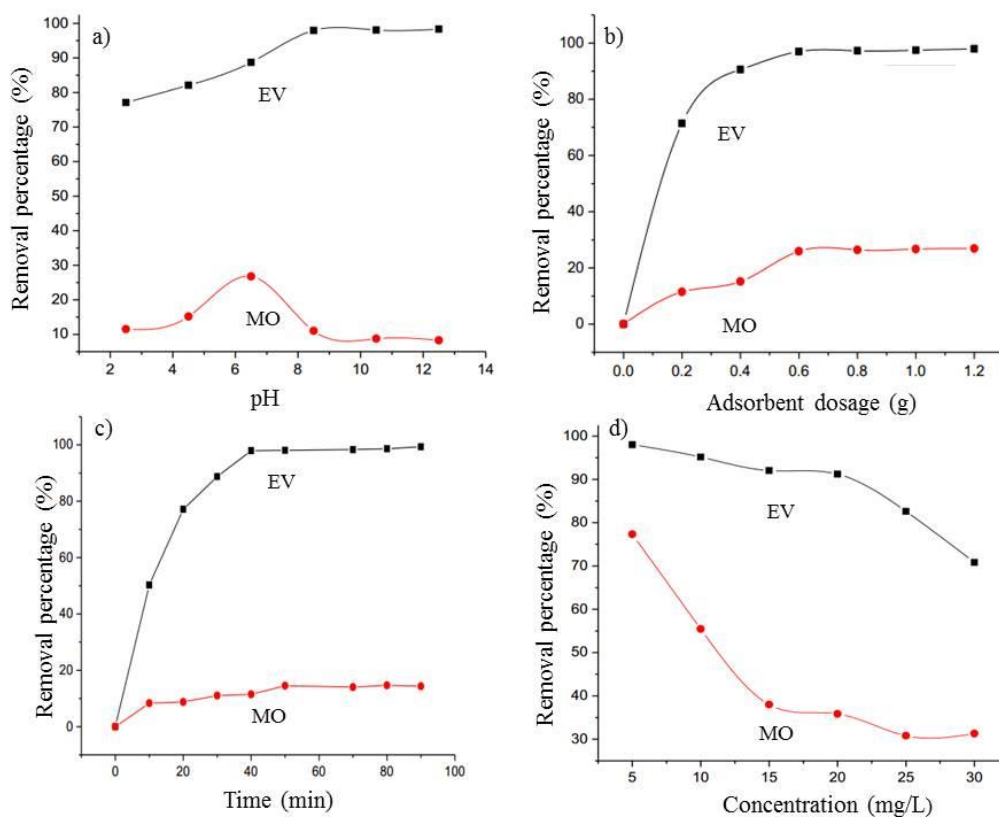 a)
Removal percentage (%)
100
90
80
70
60
50
40
30
20
10
EV
MO
2 4 6 8 10 12 14
pH
b)
Removal percentage (%)
100
80
60
40
20
0
EV
MO
0.0 0.2 0.4 0.6 0.8 1.0 1.2
Adsorbent dosage (g)
c)
Removal percentage (%)
100
80
60
40
20
0
EV
MO
0 20 40 60 80 100
Time (min)
d)
Removal percentage (%)
100
90
80
70
60
50
40
30
EV
MO
5 10 15 20 25 30
Concentration (mg/L)